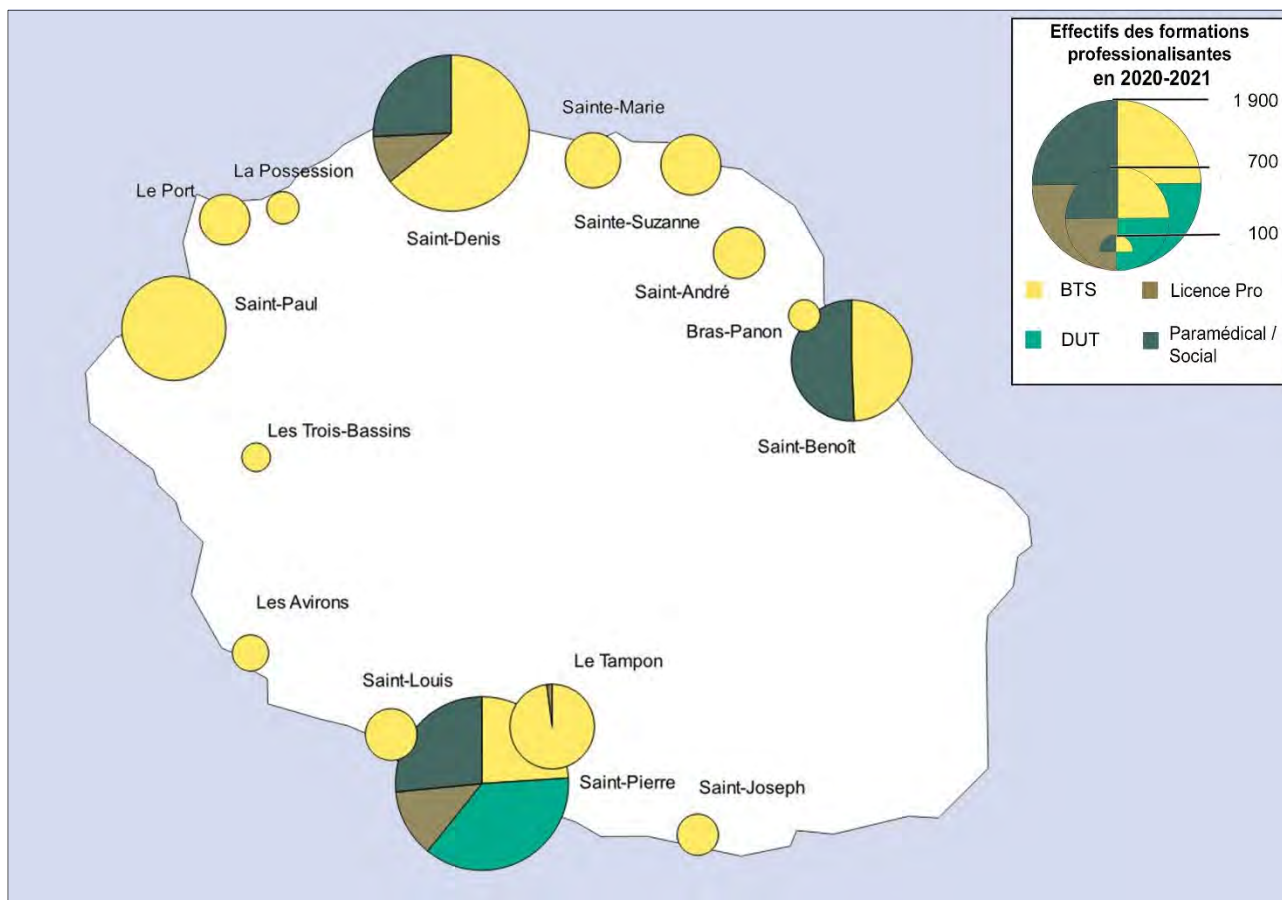 Effectifs des formations
professionalisantes
en 2020-2021
1 900
700
100
BTS
Licence Pro
DUT
Paramédical /
Social
Sainte-Marie
La Possession
Le Port
Saint-Denis
Sainte-Suzanne
Saint-André
Saint-Paul
Bras-Panon
Saint-Benoît
Les Trois-Bassins
Les Avirons
Le Tampon
Saint-Louis
Saint-Pierre
Saint-Joseph